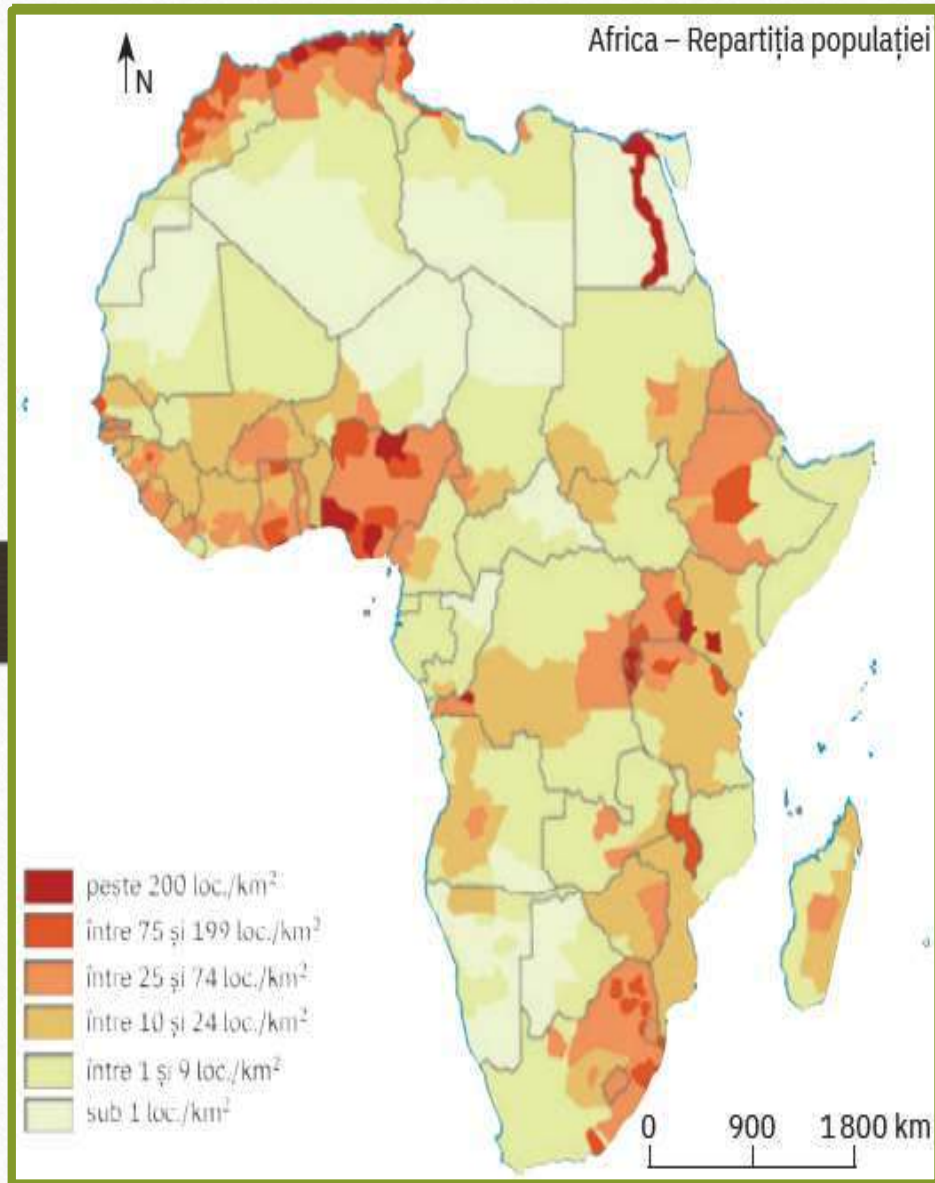 Africa – Repartiția populației
N
peste 200 loc./km²
între 75 și 199 loc./km²
între 25 și 74 loc./km²
între 10 și 24 loc./km²
între 1 și 9 loc./km²
sub 1 loc./km²
0 900 1800 km